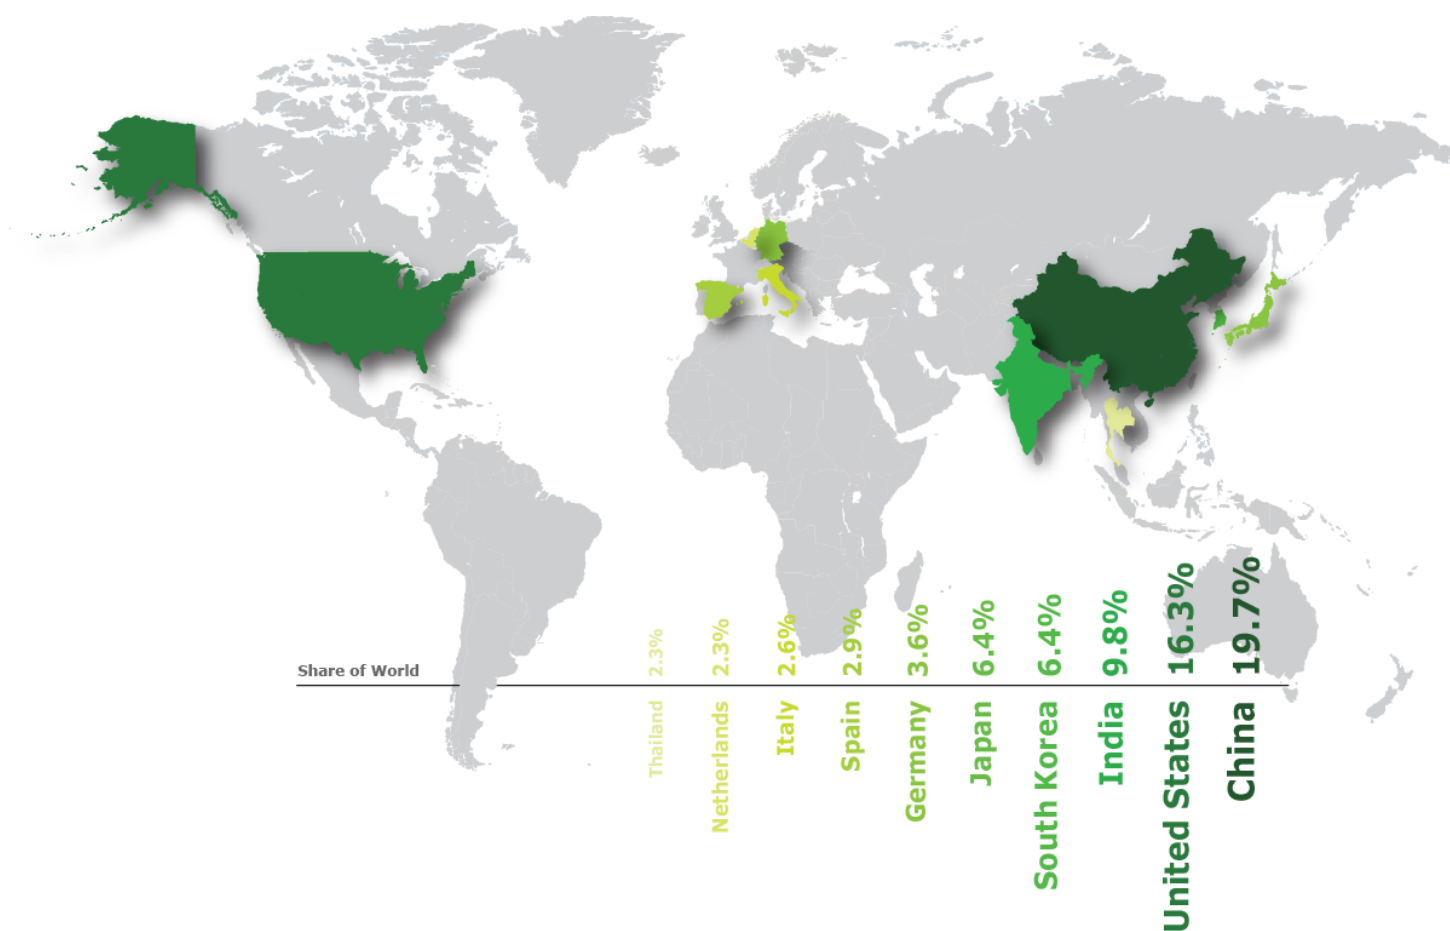 Share of World
2.3%
2.3%
2.6%
2.9%
3.6%
6.4%
6.4%
9.8%
16.3%
19.7%
Thailand
Netherlands
Italy
Spain
Germany
Japan
South Korea
India
United States
China